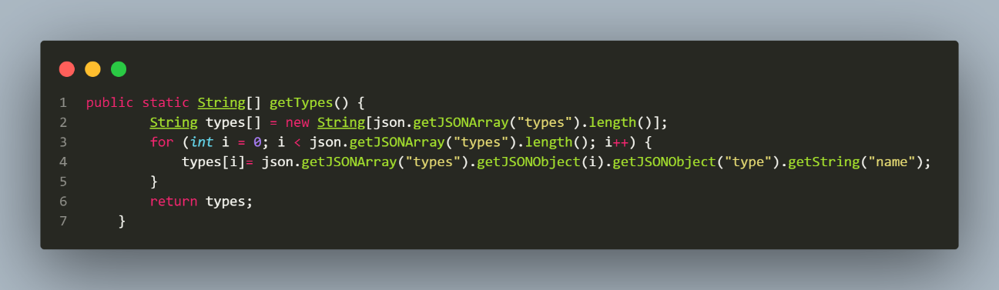 1 public static String[] getTypes() {
2 String types[] = new String[json.getJSONArray("types").length()];
3 for (int i = 0; i < json.getJSONArray("types").length(); i++) {
4 types[i]= json.getJSONArray("types").getJSONObject(i).getJSONObject("type").getString("name");
5 }
6 return types;
7 }